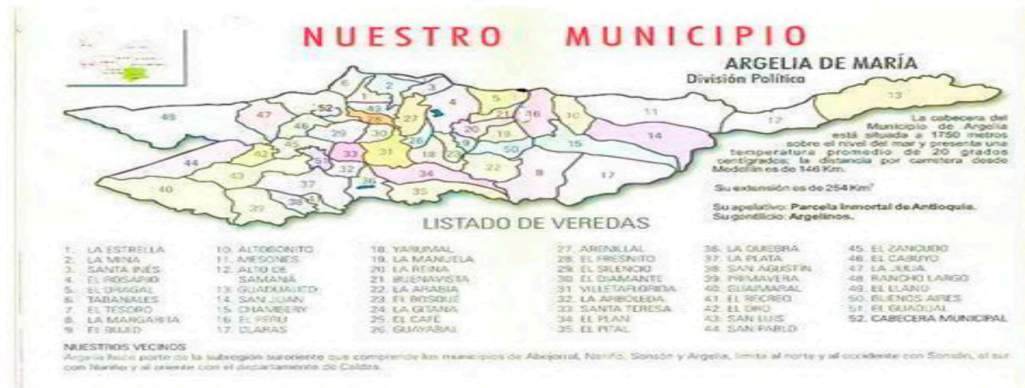 NUESTRO MUNICIPIO
ARGELIA DE MARÍA
División Política
La cabecera del
Municipio de Argelia
está situada a 1750 metros
sobre el nivel del mar y presenta una
temperatura promedio de 20 grados
centígrados; la distancia por carretera desde
Medellín es de 146 Km.
Su extensión es de 254 Km²
Su apelativo: Parcela Inmortal de Antioquia.
Su gentilicio: Argelinos.
LISTADO DE VEREDAS
1. LA ESTRELLA
2. LA MINA
3. SANTA INÉS
4. EL ROSARIO
5. EL DRAGAL
6. TABANALES
7. EL TESORO
8. LA MARGARITA
9. EL BUJIO
10. ALTOBONITO
11. MESONES
12. ALTO DE
SAMANÁ
13. GUADUALITO
14. SAN JUAN
15. CHAMBERY
16. EL PERÚ
17. CLARAS
18. YARUMAL
19. LA MANUELA
20. LA REINA
21. BUENAVISTA
22. LA ARABIA
23. EL BOSQUE
24. LA GITANA
25. EL CAFÉ
26. GUAYABAL
27. ARENILLAL
28. EL FRESNITO
29. EL SILENCIO
30. EL DIAMANTE
31. VILLETAFLORIDA
32. LA ARBOLEDA
33. SANTA TERESA
34. EL PLAN
35. EL PITAL
36. LA QUIEBRA
37. LA PLATA
38. SAN AGUSTÍN
39. PRIMAVERA
40. GUAIMARAL
41. EL RECREO
42. EL ORO
43. SAN LUIS
44. SAN PABLO
45. EL ZANCUDO
46. EL CABUYO
47. LA JULIA
48. RANCHO LARGO
49. EL LLANO
50. BUENOS AIRES
51. EL GUADUAL
52. CABECERA MUNICIPAL
NUESTROS VECINOS
Argelia hace parte de la subregión suroriente que comprende los municipios de Abejorral, Nariño, Sonsón y Argelia, limita al norte y al occidente con Sonsón, al sur
con Nariño y al oriente con el departamento de Caldas.